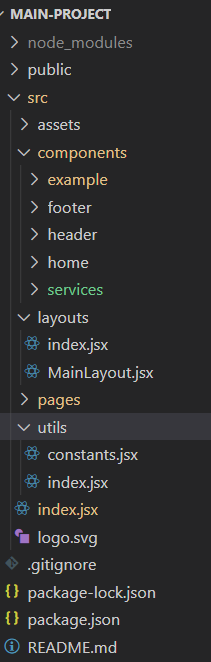 MAIN-PROJECT
node_modules
public
src
assets
components
example
footer
header
home
services
layouts
index.jsx
MainLayout.jsx
pages
utils
constants.jsx
index.jsx
index.jsx
logo.svg
.gitignore
package-lock.json
package.json
README.md